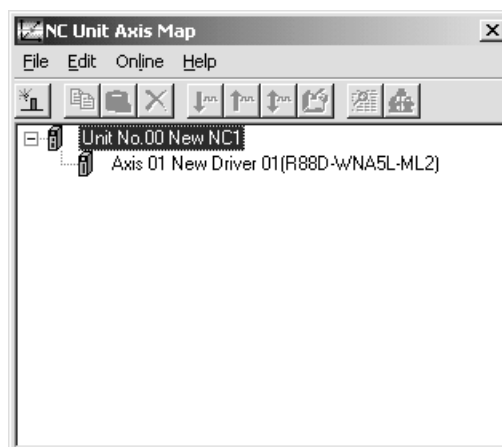 NC Unit Axis Map
File Edit Online Help
Unit No.00 New NC1
Axis 01 New Driver 01(R88D-WNA5L-ML2)